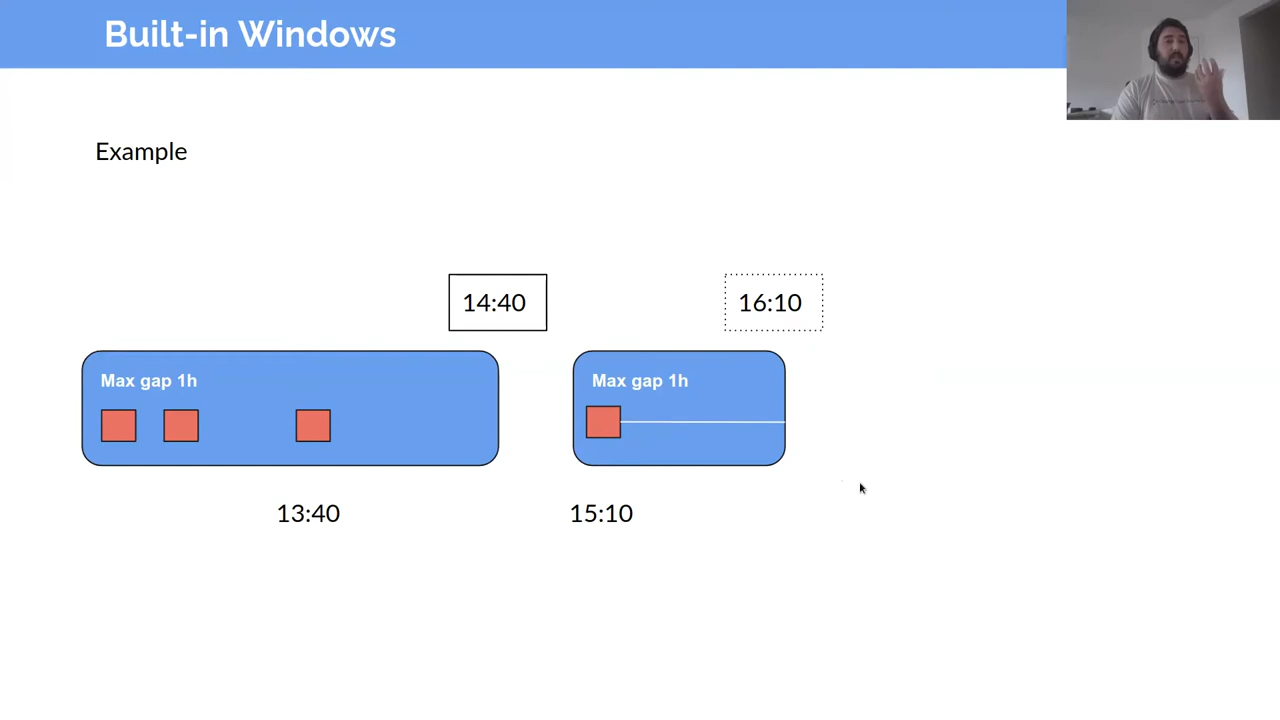 Built-in Windows
Example
14:40
16:10
Max gap 1h
Max gap 1h
13:40
15:10